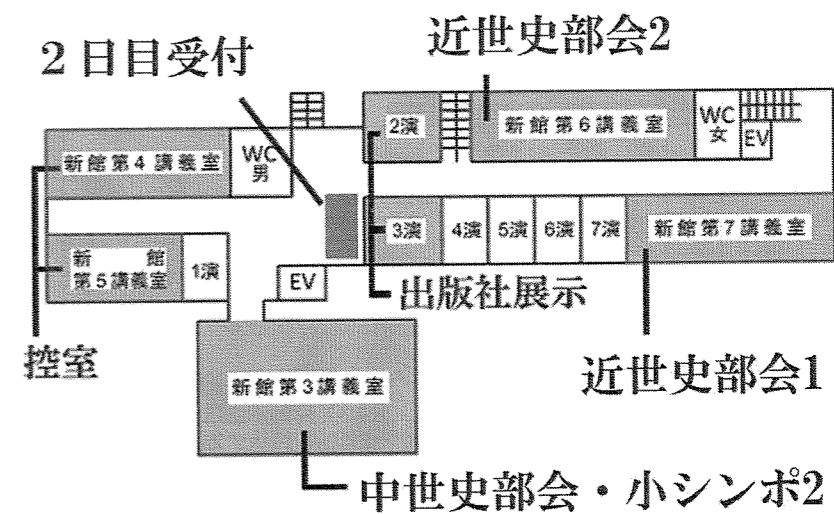 近世史部会2
2日目受付
2演
新館第6講義室
WC
女
EV
新館第4講義室
WC
男
3演
4演
5演
6演
7演
新館第7講義室
新館
第5講義室
1演
EV
出版社展示
控室
新館第3講義室
近世史部会1
中世史部会・小シンポ2